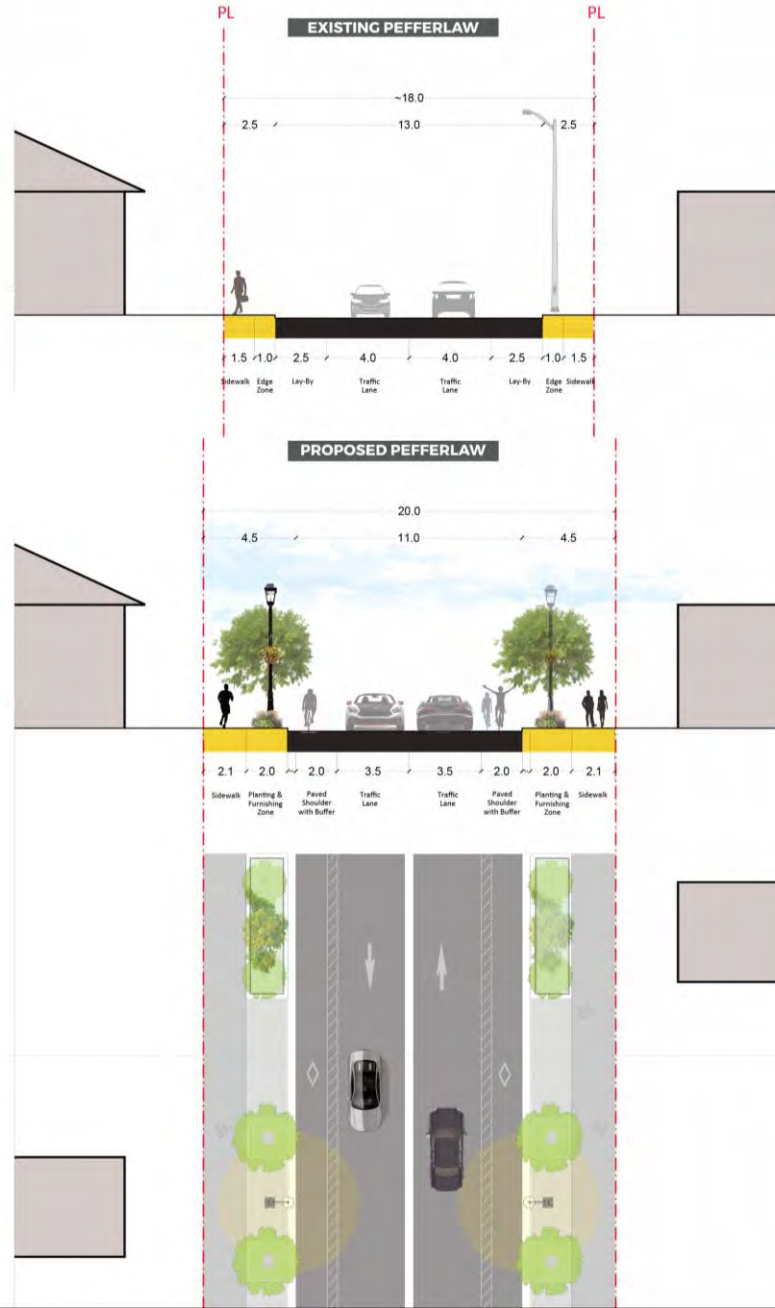 PL PL
EXISTING PEFFERLAW
~18.0
2.5 13.0 2.5
1.5 1.0 2.5 4.0 4.0 2.5 1.0 1.5
Sidewalk Edge Lay-By Traffic Traffic Lay-By Edge Sidewalk
Zone Lane Lane Zone
PROPOSED PEFFERLAW
20.0
4.5 11.0 4.5
2.1 2.0 2.0 3.5 3.5 2.0 2.0 2.1
Sidewalk Planting & Paved Traffic Traffic Paved Planting & Sidewalk
Furnishing Shoulder Lane Lane Shoulder Furnishing
Zone with Buffer with Buffer Zone